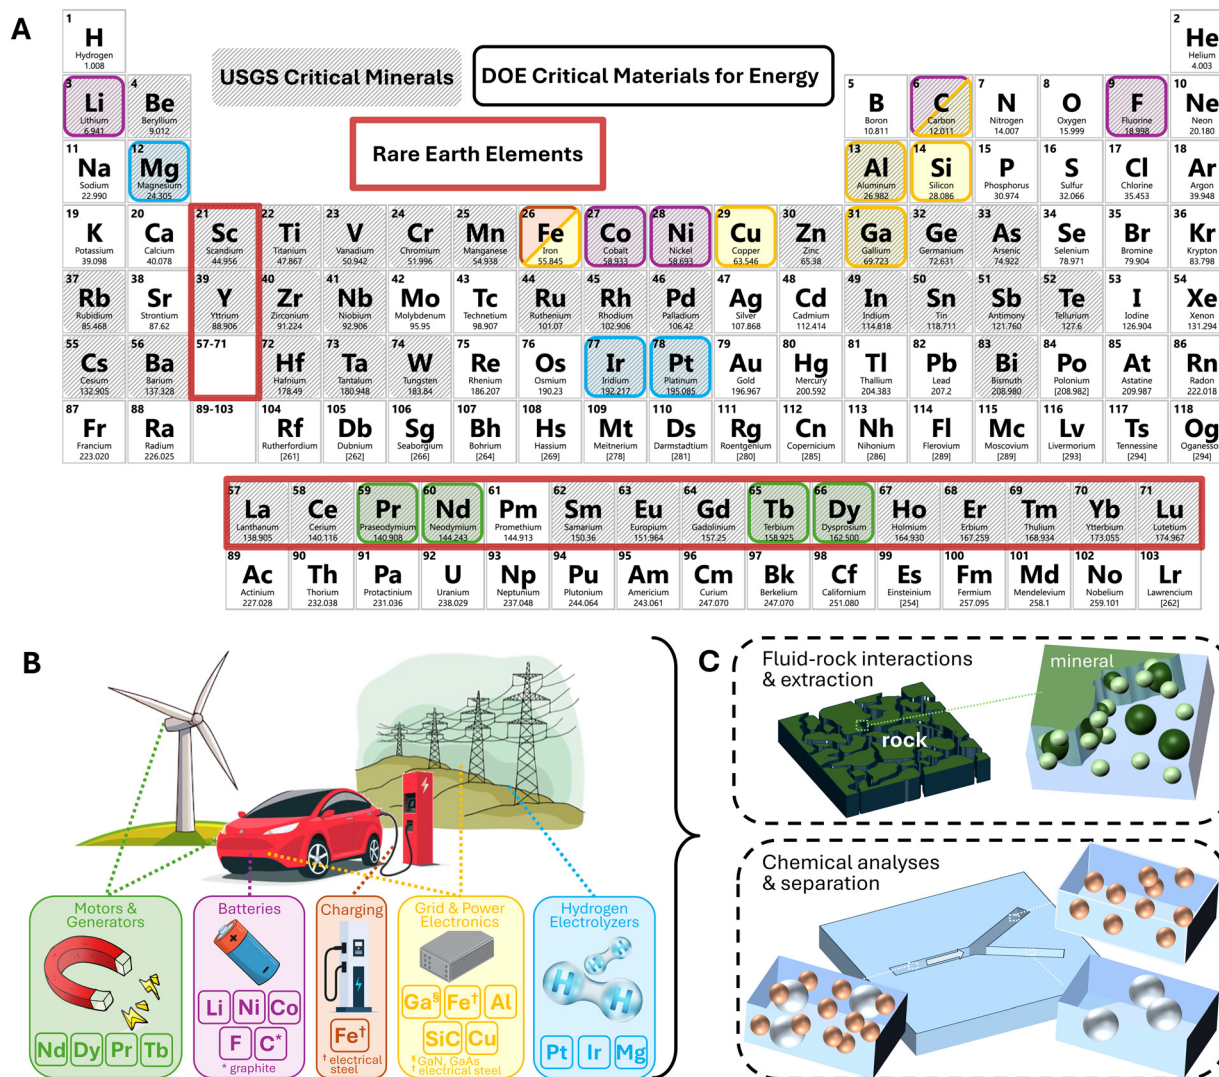 A
1
H
Hydrogen
1.008
2
He
Helium
4.003
USGS Critical Minerals
DOE Critical Materials for Energy
Rare Earth Elements
3
Li
Lithium
6.941
4
Be
Beryllium
9.012
5
B
Boron
10.811
6
C
Carbon
12.011
7
N
Nitrogen
14.007
8
O
Oxygen
15.999
9
F
Fluorine
18.998
10
Ne
Neon
20.180
11
Na
Sodium
22.990
12
Mg
Magnesium
24.305
13
Al
Aluminum
26.982
14
Si
Silicon
28.086
15
P
Phosphorus
30.974
16
S
Sulfur
32.066
17
Cl
Chlorine
35.453
18
Ar
Argon
39.948
19
K
Potassium
39.098
20
Ca
Calcium
40.078
21
Sc
Scandium
44.956
22
Ti
Titanium
47.867
23
V
Vanadium
50.942
24
Cr
Chromium
51.996
25
Mn
Manganese
54.938
26
Fe
Iron
55.845
27
Co
Cobalt
58.933
28
Ni
Nickel
58.693
29
Cu
Copper
63.546
30
Zn
Zinc
65.38
31
Ga
Gallium
69.723
32
Ge
Germanium
72.631
33
As
Arsenic
74.922
34
Se
Selenium
78.971
35
Br
Bromine
79.904
36
Kr
Krypton
83.798
37
Rb
Rubidium
85.468
38
Sr
Strontium
87.62
39
Y
Yttrium
88.906
40
Zr
Zirconium
91.224
41
Nb
Niobium
92.906
42
Mo
Molybdenum
95.95
43
Tc
Technetium
98.907
44
Ru
Ruthenium
101.07
45
Rh
Rhodium
102.906
46
Pd
Palladium
106.42
47
Ag
Silver
107.868
48
Cd
Cadmium
112.414
49
In
Indium
114.818
50
Sn
Tin
118.711
51
Sb
Antimony
121.760
52
Te
Tellurium
127.6
53
I
Iodine
126.904
54
Xe
Xenon
131.294
55
Cs
Cesium
132.905
56
Ba
Barium
137.328
57-71
72
Hf
Hafnium
178.49
73
Ta
Tantalum
180.948
74
W
Tungsten
183.84
75
Re
Rhenium
186.207
76
Os
Osmium
190.23
77
Ir
Iridium
192.217
78
Pt
Platinum
195.085
79
Au
Gold
196.967
80
Hg
Mercury
200.592
81
Tl
Thallium
204.383
82
Pb
Lead
207.2
83
Bi
Bismuth
208.980
84
Po
Polonium
[208.982]
85
At
Astatine
209.987
86
Rn
Radon
222.018
87
Fr
Francium
223.020
88
Ra
Radium
226.025
89-103
104
Rf
Rutherfordium
[261]
105
Db
Dubnium
[262]
106
Sg
Seaborgium
[266]
107
Bh
Bohrium
[264]
108
Hs
Hassium
[269]
109
Mt
Meitnerium
[278]
110
Ds
Darmstadtium
[281]
111
Rg
Roentgenium
[280]
112
Cn
Copernicium
[285]
113
Nh
Nihonium
[286]
114
Fl
Flerovium
[289]
115
Mc
Moscovium
[289]
116
Lv
Livermorium
[293]
117
Ts
Tennessine
[294]
118
Og
Oganesso
[294]
57
La
Lanthanum
138.905
58
Ce
Cerium
140.116
59
Pr
Praseodymium
140.908
60
Nd
Neodymium
144.243
61
Pm
Promethium
144.913
62
Sm
Samarium
150.36
63
Eu
Europium
151.964
64
Gd
Gadolinium
157.25
65
Tb
Terbium
158.925
66
Dy
Dysprosium
162.500
67
Ho
Holmium
164.930
68
Er
Erbium
167.259
69
Tm
Thulium
168.934
70
Yb
Ytterbium
173.055
71
Lu
Lutetium
174.967
89
Ac
Actinium
227.028
90
Th
Thorium
232.038
91
Pa
Protactinium
231.036
92
U
Uranium
238.029
93
Np
Neptunium
237.048
94
Pu
Plutonium
244.064
95
Am
Americium
243.061
96
Cm
Curium
247.070
97
Bk
Berkelium
247.070
98
Cf
Californium
251.080
99
Es
Einsteinium
[254]
100
Fm
Fermium
257.095
101
Md
Mendelevium
258.1
102
No
Nobelium
259.101
103
Lr
Lawrencium
[262]
B
Motors &
Generators
Nd Dy Pr Tb
Batteries
Li Ni Co
F C*
* graphite
Charging
Fe†
† electrical
steel
Grid & Power
Electronics
Ga§ Fe† Al
SiC Cu
§ GaN, GaAs
† electrical steel
Hydrogen
Electrolyzers
H H
H H
Pt Ir Mg
C
Fluid-rock interactions
& extraction
rock
mineral
Chemical analyses
& separation